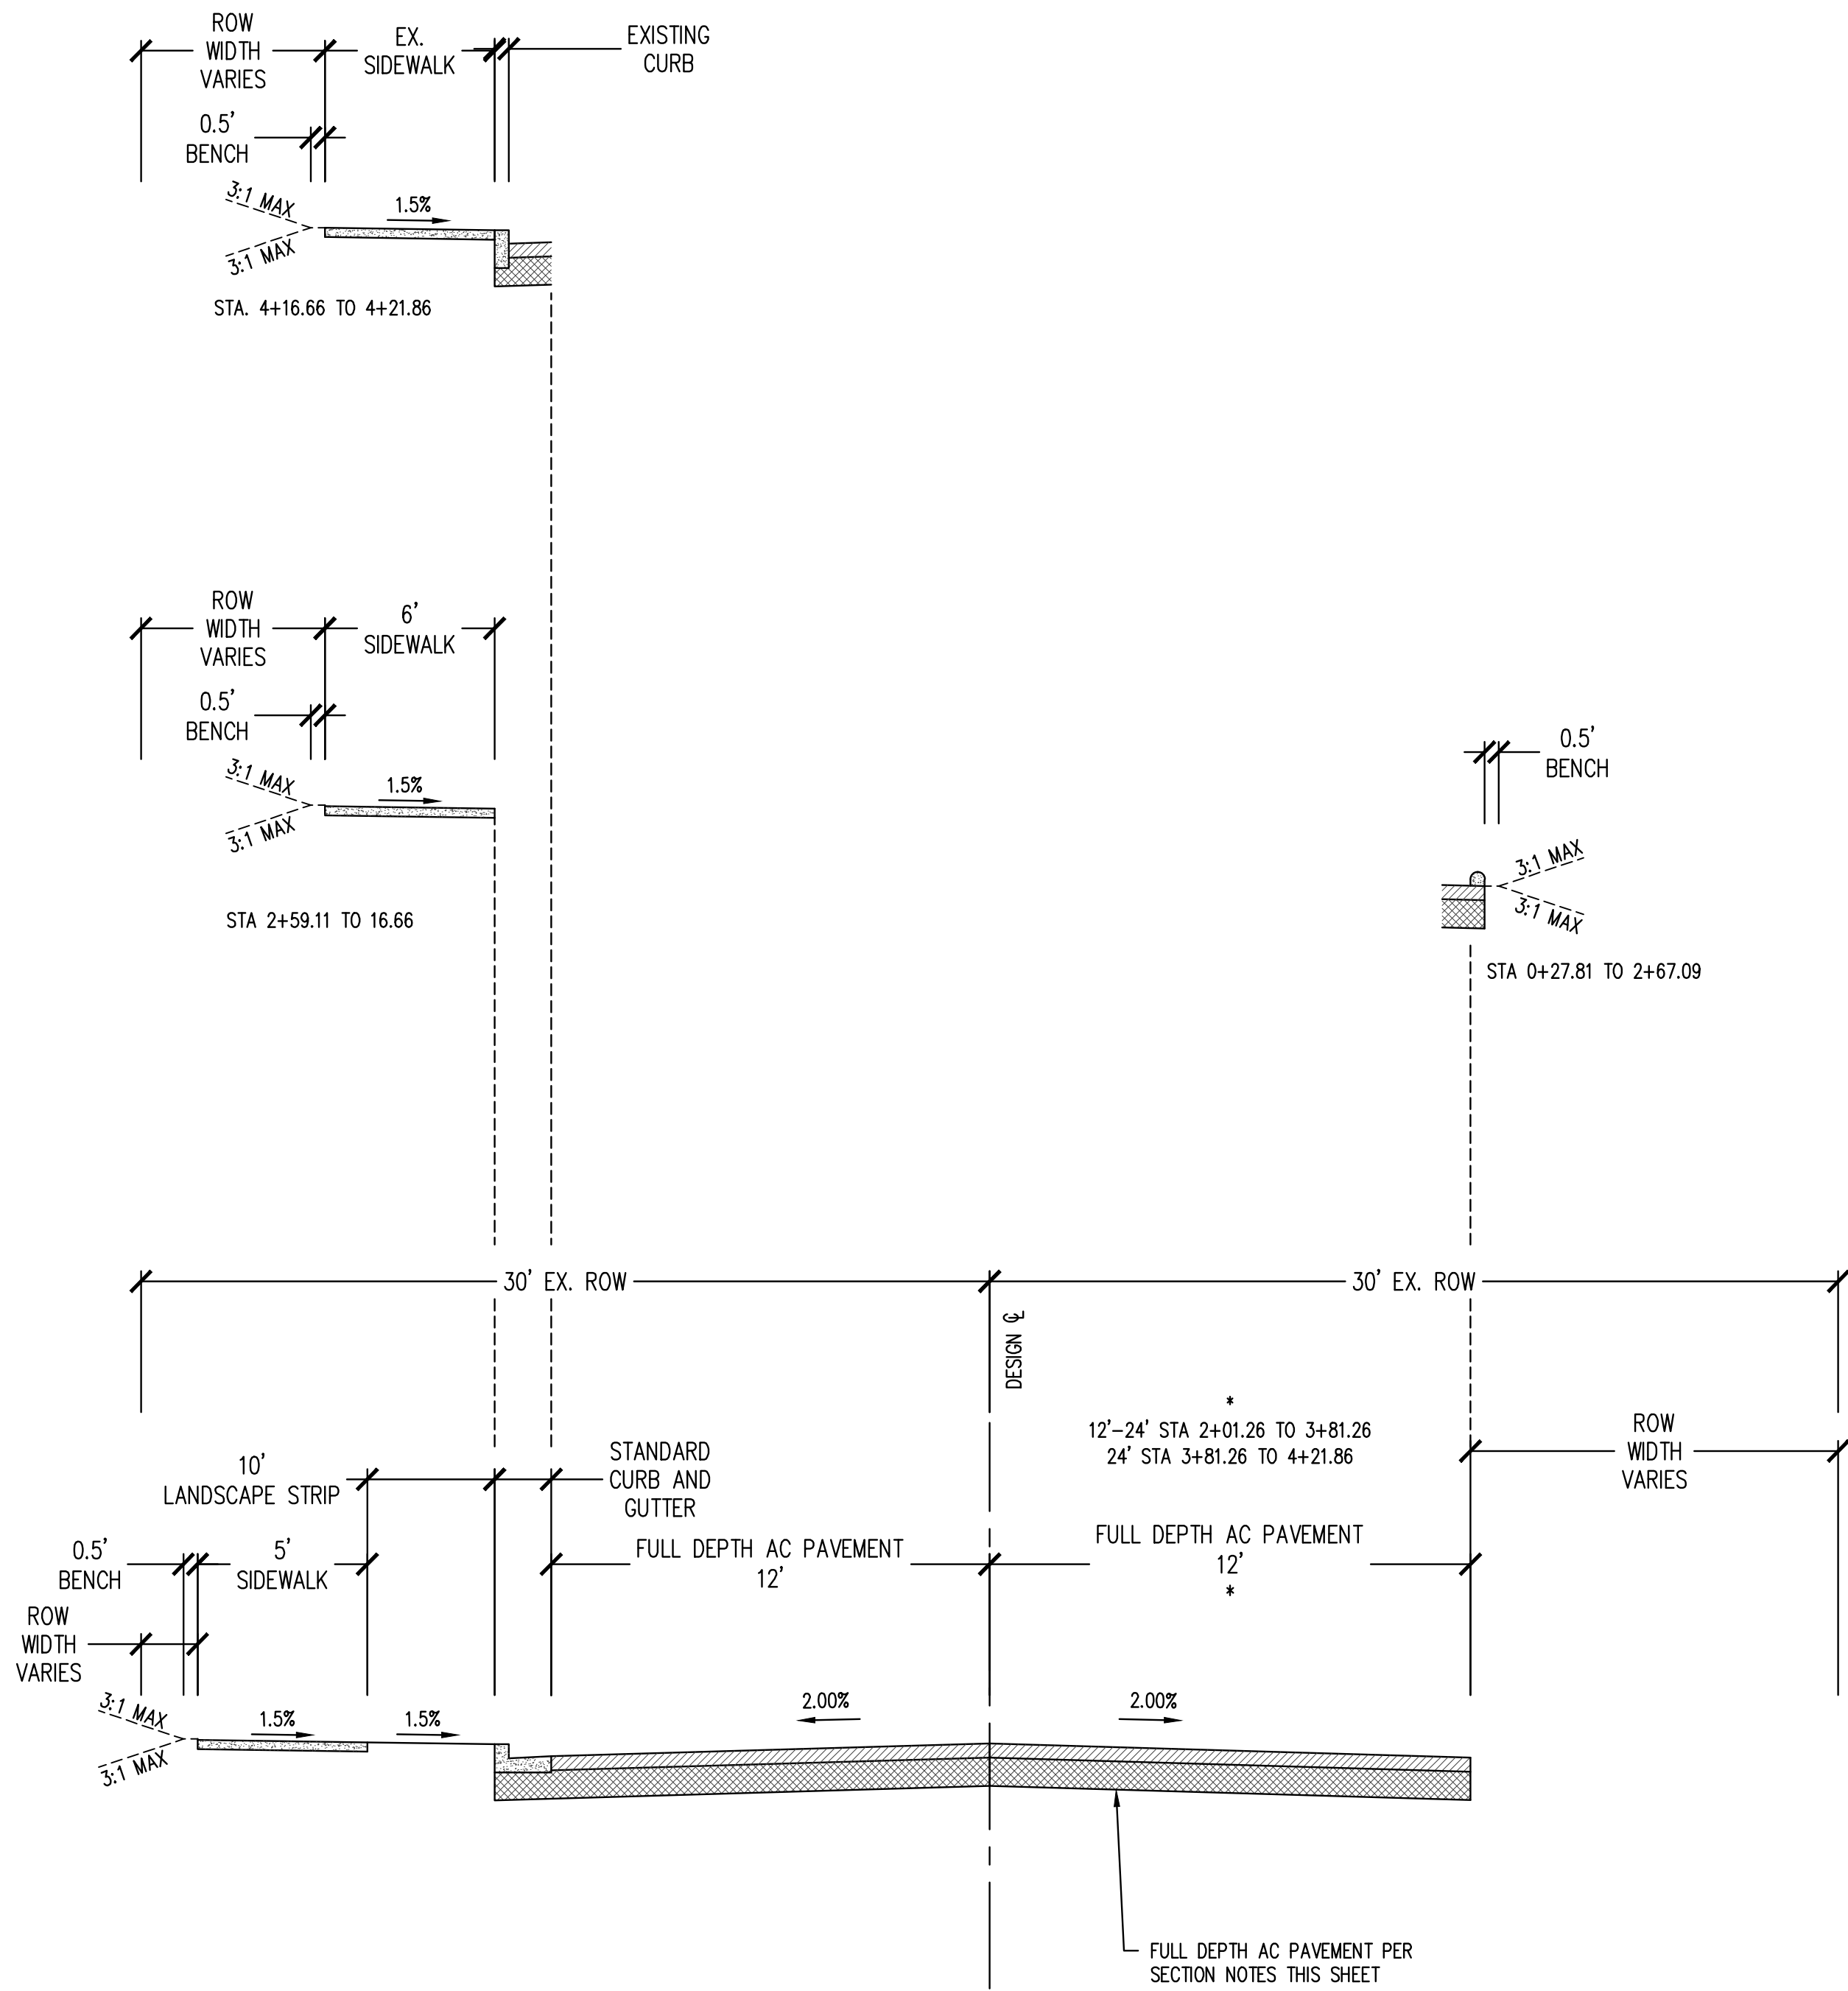 ROW
WIDTH
VARIES
EX.
SIDEWALK
EXISTING
CURB
0.5'
BENCH
3:1 MAX
3:1 MAX
1.5%
STA. 4+16.66 TO 4+21.86
ROW
WIDTH
VARIES
6'
SIDEWALK
0.5'
BENCH
3:1 MAX
3:1 MAX
1.5%
STA 2+59.11 TO 16.66
0.5'
BENCH
3:1 MAX
3:1 MAX
STA 0+27.81 TO 2+67.09
30' EX. ROW
30' EX. ROW
DESIGN ℄
*
12'-24' STA 2+01.26 TO 3+81.26
24' STA 3+81.26 TO 4+21.86
ROW
WIDTH
VARIES
10'
LANDSCAPE STRIP
STANDARD
CURB AND
GUTTER
0.5'
BENCH
5'
SIDEWALK
FULL DEPTH AC PAVEMENT
12'
FULL DEPTH AC PAVEMENT
12'
*
ROW
WIDTH
VARIES
3:1 MAX
3:1 MAX
1.5%
1.5%
2.00%
2.00%
FULL DEPTH AC PAVEMENT PER
SECTION NOTES THIS SHEET